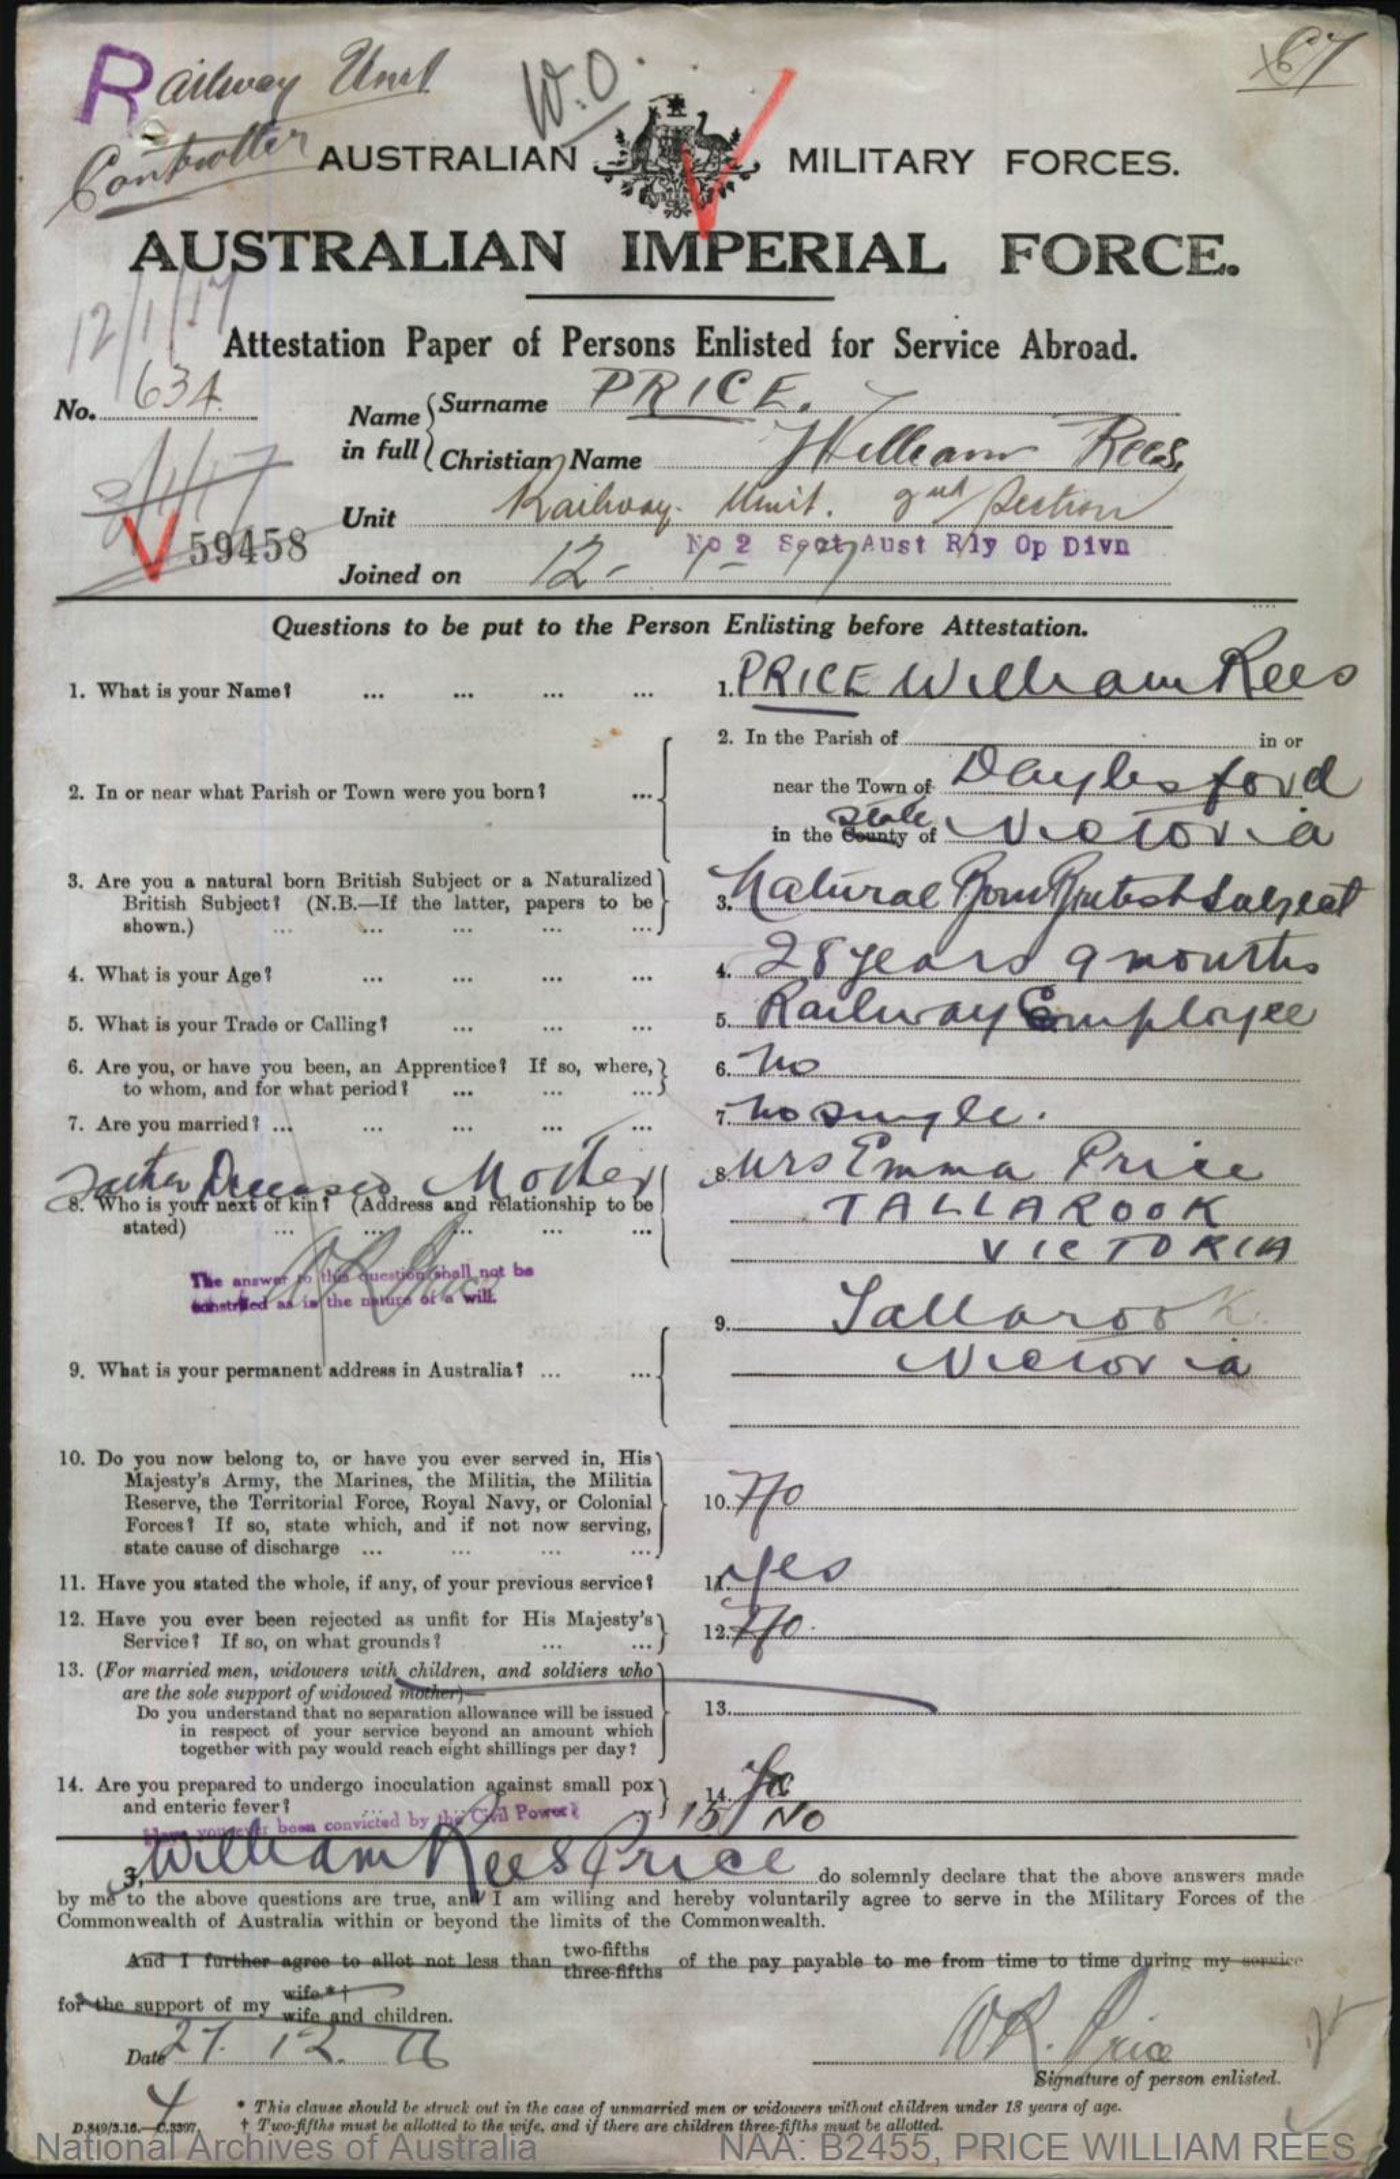 Railway Unit
W.O.
67
Controller
AUSTRALIAN MILITARY FORCES.
AUSTRALIAN IMPERIAL FORCE.
12/1/17
Attestation Paper of Persons Enlisted for Service Abroad.
No. 634
Name in full { Surname PRICE.
Christian Name William Rees.
Unit Railway Unit. 2nd Section
59458
No 2 Sect Aust Rly Op Divn
Joined on 12 - 1 - 17
Questions to be put to the Person Enlisting before Attestation.
1. What is your Name? ... ... ... ... 1. PRICE William Rees
2. In the Parish of in or
2. In or near what Parish or Town were you born? ... near the Town of Daylesford
in the County of State Victoria
3. Are you a natural born British Subject or a Naturalized
British Subject? (N.B.—If the latter, papers to be 3. Natural Born British Subject
shown.) ... ... ... ... ...
4. What is your Age? ... ... ... ... 4. 28 years 9 months
5. What is your Trade or Calling? ... ... ... 5. Railway Employee
6. Are you, or have you been, an Apprentice? If so, where, 6. No
to whom, and for what period? ... ... ...
7. Are you married? ... ... ... ... ... 7. No single.
Father Deceased Mother 8. Mrs Emma Price
8. Who is your next of kin? (Address and relationship to be TALLAROOK
stated) ... ... ... ... ... VICTORIA
The answer to this question shall not be
construed as in the nature of a will.
WR Price
9. Tallarook.
9. What is your permanent address in Australia? ... ... Victoria
10. Do you now belong to, or have you ever served in, His
Majesty's Army, the Marines, the Militia, the Militia
Reserve, the Territorial Force, Royal Navy, or Colonial 10. No
Forces? If so, state which, and if not now serving,
state cause of discharge ... ... ... ...
11. Have you stated the whole, if any, of your previous service? 11. Yes
12. Have you ever been rejected as unfit for His Majesty's 12. No.
Service? If so, on what grounds? ... ...
13. (For married men, widowers with children, and soldiers who
are the sole support of widowed mother)—
Do you understand that no separation allowance will be issued 13.
in respect of your service beyond an amount which
together with pay would reach eight shillings per day?
14. Are you prepared to undergo inoculation against small pox 14. Yes
and enteric fever? ... ...
Have you ever been convicted by the Civil Power? 15 No
I, William Rees Price do solemnly declare that the above answers made
by me to the above questions are true, and I am willing and hereby voluntarily agree to serve in the Military Forces of the
Commonwealth of Australia within or beyond the limits of the Commonwealth.
And I further agree to allot not less than two-fifths three-fifths of the pay payable to me from time to time during my service
for the support of my wife*† wife and children.
Date 27. 12. 16
WR. Price
Signature of person enlisted.
* This clause should be struck out in the case of unmarried men or widowers without children under 18 years of age.
D.849/3.16.—C.3397. † Two-fifths must be allotted to the wife, and if there are children three-fifths must be allotted.
National Archives of Australia NAA: B2455, PRICE WILLIAM REES